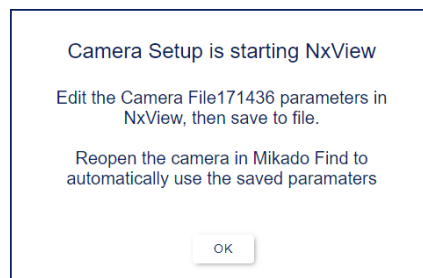 Camera Setup is starting NxView
Edit the Camera File171436 parameters in
NxView, then save to file.
Reopen the camera in Mikado Find to
automatically use the saved paramaters
OK